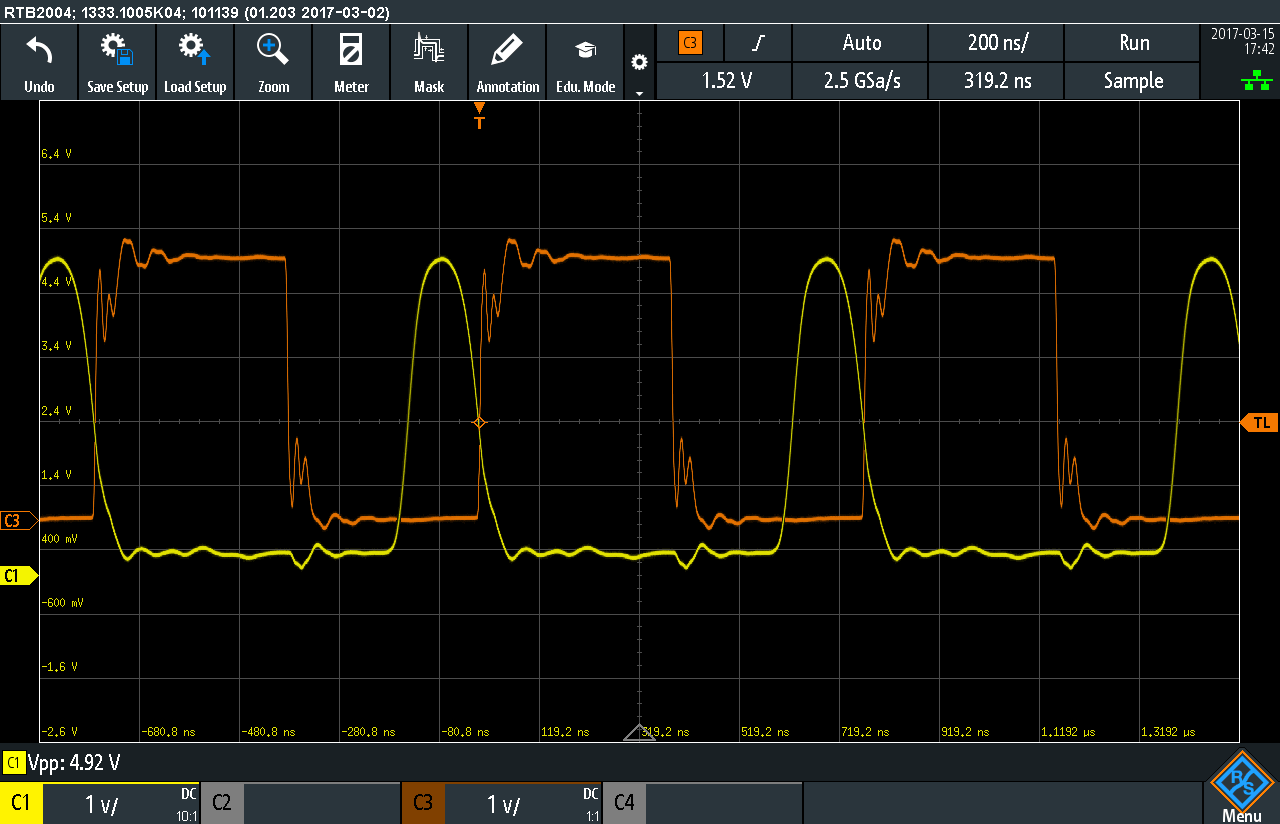 RTB2004; 1333.1005K04; 101139 (01.203 2017-03-02)
Undo
Save Setup
Load Setup
Zoom
Meter
Mask
Annotation
Edu. Mode
C3
Auto
200 ns/
Run
1.52 V
2.5 GSa/s
319.2 ns
Sample
2017-03-15
17:42
T
6.4 V
5.4 V
4.4 V
3.4 V
2.4 V
1.4 V
400 mV
-600 mV
-1.6 V
-2.6 V
TL
C3
C1
-680.8 ns
-480.8 ns
-280.8 ns
-80.8 ns
119.2 ns
319.2 ns
519.2 ns
719.2 ns
919.2 ns
1.1192 µs
1.3192 µs
C1 Vpp: 4.92 V
C1
1 V/
DC
10:1
C2
C3
1 V/
DC
1:1
C4
R&S
Menu